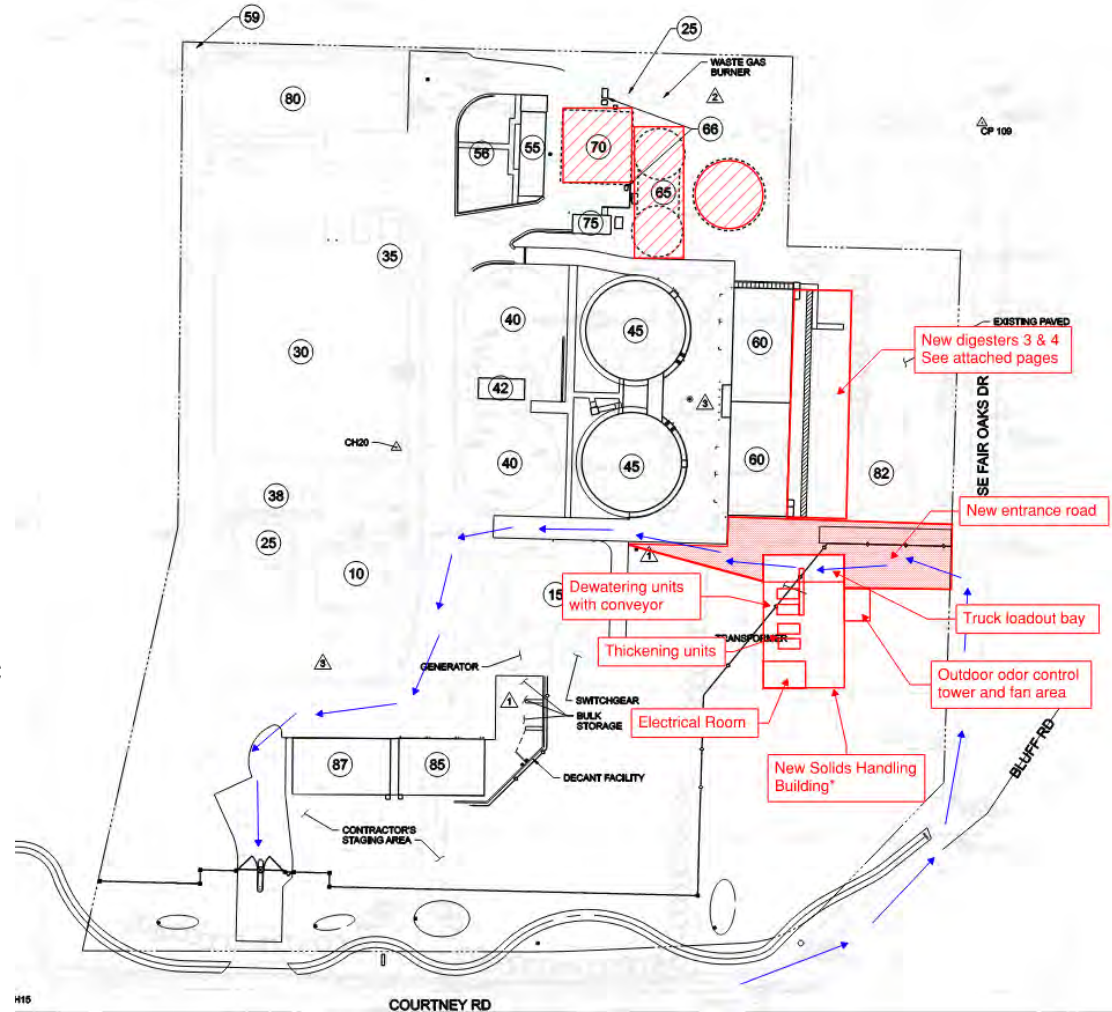 59
25
WASTE GAS
BURNER
2
80
CP 109
66
56
55
70
65
75
35
40
45
60
EXISTING PAVED
New digesters 3 & 4
See attached pages
30
42
3
CH20
SE FAIR OAKS DR
40
45
60
82
38
New entrance road
25
1
10
15
Dewatering units
with conveyor
Truck loadout bay
TRANSFORMER
Thickening units
3
GENERATOR
Outdoor odor control
tower and fan area
SWITCHGEAR
1
BULK
STORAGE
Electrical Room
BLUFF RD
87
85
DECANT FACILITY
New Solids Handling
Building*
CONTRACTOR'S
STAGING AREA
H15
COURTNEY RD